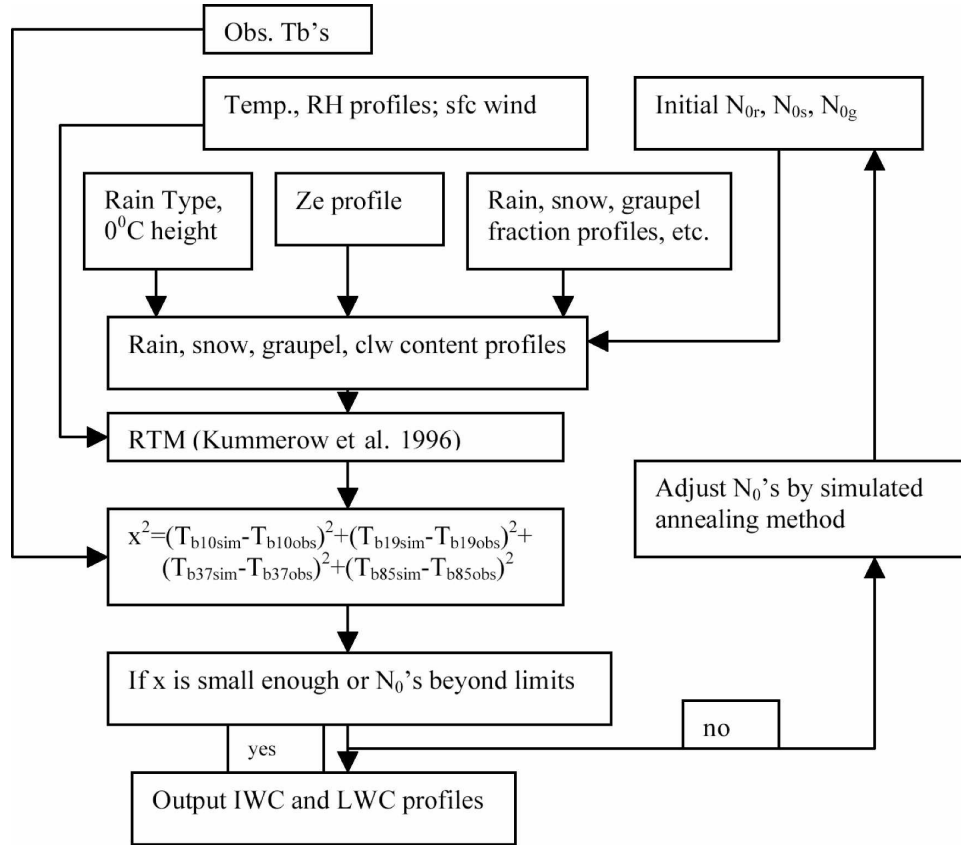 Obs. Tb's
Temp., RH profiles; sfc wind
Initial N₀ᵣ, N₀ₛ, N₀g
Rain Type,
0⁰C height
Ze profile
Rain, snow, graupel
fraction profiles, etc.
Rain, snow, graupel, clw content profiles
RTM (Kummerow et al. 1996)
Adjust N₀'s by simulated
annealing method
x²=(Tb10sim-Tb10obs)²+(Tb19sim-Tb19obs)²+
(Tb37sim-Tb37obs)²+(Tb85sim-Tb85obs)²
If x is small enough or N₀'s beyond limits
yes
no
Output IWC and LWC profiles